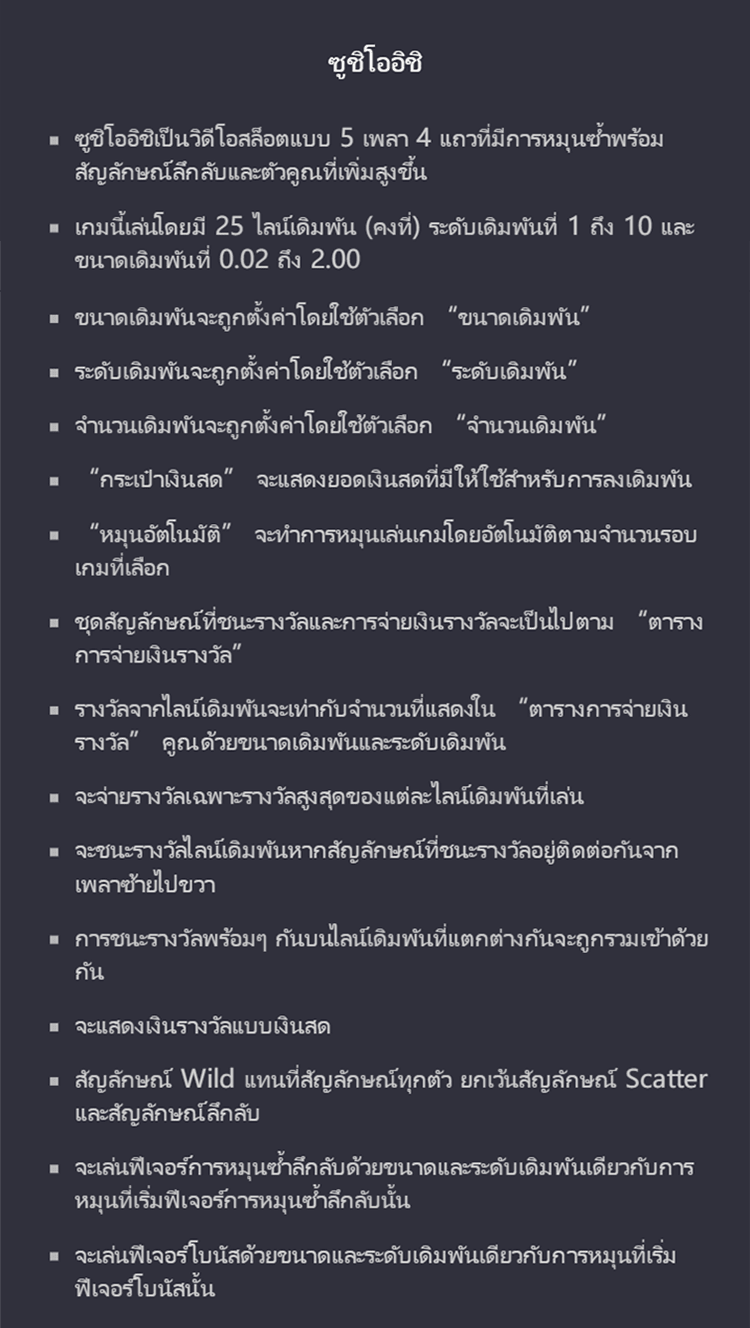 ซูชิโออิชิ
▪ ซูชิโออิชิเป็นวิดีโอสล็อตแบบ 5 เพลา 4 แถวที่มีการหมุนซ้ำพร้อม
สัญลักษณ์ลึกลับและตัวคูณที่เพิ่มสูงขึ้น
▪ เกมนี้เล่นโดยมี 25 ไลน์เดิมพัน (คงที่) ระดับเดิมพันที่ 1 ถึง 10 และ
ขนาดเดิมพันที่ 0.02 ถึง 2.00
▪ ขนาดเดิมพันจะถูกตั้งค่าโดยใช้ตัวเลือก “ขนาดเดิมพัน”
▪ ระดับเดิมพันจะถูกตั้งค่าโดยใช้ตัวเลือก “ระดับเดิมพัน”
▪ จำนวนเดิมพันจะถูกตั้งค่าโดยใช้ตัวเลือก “จำนวนเดิมพัน”
▪ “กระเป๋าเงินสด” จะแสดงยอดเงินสดที่มีให้ใช้สำหรับการลงเดิมพัน
▪ “หมุนอัตโนมัติ” จะทำการหมุนเล่นเกมโดยอัตโนมัติตามจำนวนรอบ
เกมที่เลือก
▪ ชุดสัญลักษณ์ที่ชนะรางวัลและการจ่ายเงินรางวัลจะเป็นไปตาม “ตาราง
การจ่ายเงินรางวัล”
▪ รางวัลจากไลน์เดิมพันจะเท่ากับจำนวนที่แสดงใน “ตารางการจ่ายเงิน
รางวัล” คูณด้วยขนาดเดิมพันและระดับเดิมพัน
▪ จะจ่ายรางวัลเฉพาะรางวัลสูงสุดของแต่ละไลน์เดิมพันที่เล่น
▪ จะชนะรางวัลไลน์เดิมพันหากสัญลักษณ์ที่ชนะรางวัลอยู่ติดต่อกันจาก
เพลาซ้ายไปขวา
▪ การชนะรางวัลพร้อมๆ กันบนไลน์เดิมพันที่แตกต่างกันจะถูกรวมเข้าด้วย
กัน
▪ จะแสดงเงินรางวัลแบบเงินสด
▪ สัญลักษณ์ Wild แทนที่สัญลักษณ์ทุกตัว ยกเว้นสัญลักษณ์ Scatter
และสัญลักษณ์ลึกลับ
▪ จะเล่นฟีเจอร์การหมุนซ้ำลึกลับด้วยขนาดและระดับเดิมพันเดียวกับการ
หมุนที่เริ่มฟีเจอร์การหมุนซ้ำลึกลับนั้น
▪ จะเล่นฟีเจอร์โบนัสด้วยขนาดและระดับเดิมพันเดียวกับการหมุนที่เริ่ม
ฟีเจอร์โบนัสนั้น